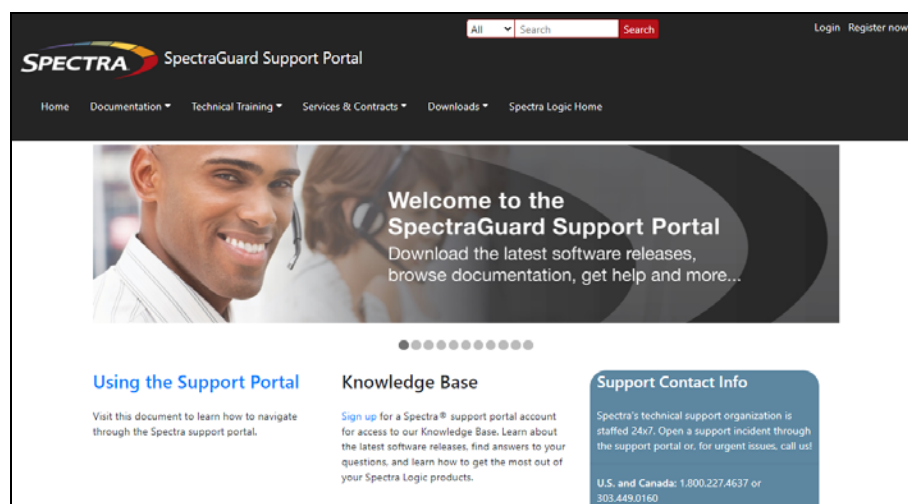 All Search Search Login Register now
SPECTRA SpectraGuard Support Portal
Home Documentation Technical Training Services & Contracts Downloads Spectra Logic Home
Welcome to the
SpectraGuard Support Portal
Download the latest software releases,
browse documentation, get help and more...
Using the Support Portal
Visit this document to learn how to navigate
through the Spectra support portal.
Knowledge Base
Sign up for a Spectra® support portal account
for access to our Knowledge Base. Learn about
the latest software releases, find answers to your
questions, and learn how to get the most out of
your Spectra Logic products.
Support Contact Info
Spectra's technical support organization is
staffed 24x7. Open a support incident through
the support portal or, for urgent issues, call us!
U.S. and Canada: 1.800.227.4637 or
303.449.0160